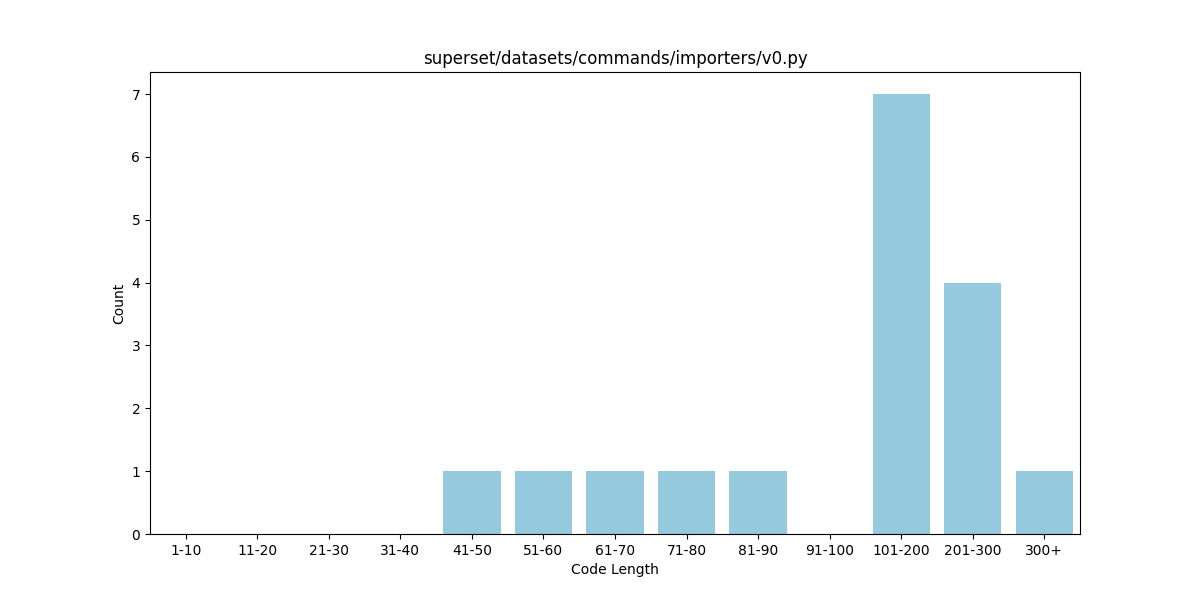 superset/datasets/commands/importers/v0.py
7
6
5
4
3
2
1
0
Count
1-10 11-20 21-30 31-40 41-50 51-60 61-70 71-80 81-90 91-100 101-200 201-300 300+
Code Length